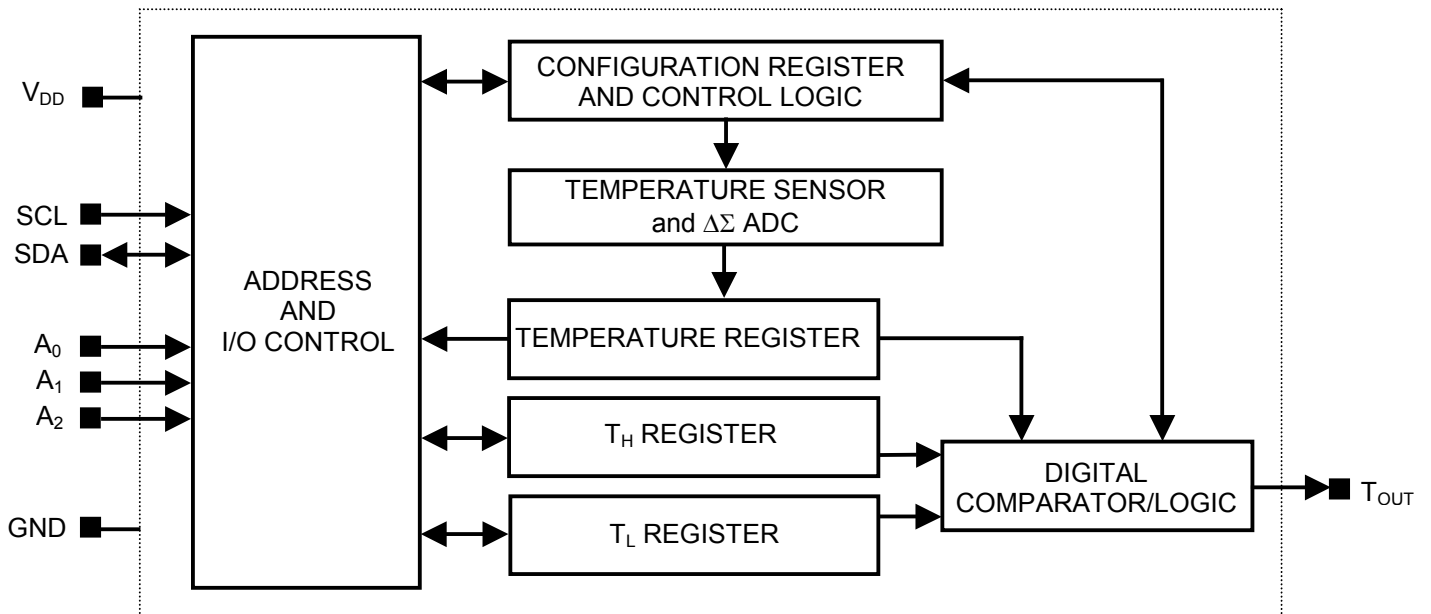 V_DD
SCL
SDA
A_0
A_1
A_2
GND
ADDRESS
AND
I/O CONTROL
CONFIGURATION REGISTER
AND CONTROL LOGIC
TEMPERATURE SENSOR
and ΔΣ ADC
TEMPERATURE REGISTER
T_H REGISTER
T_L REGISTER
DIGITAL
COMPARATOR/LOGIC
T_OUT